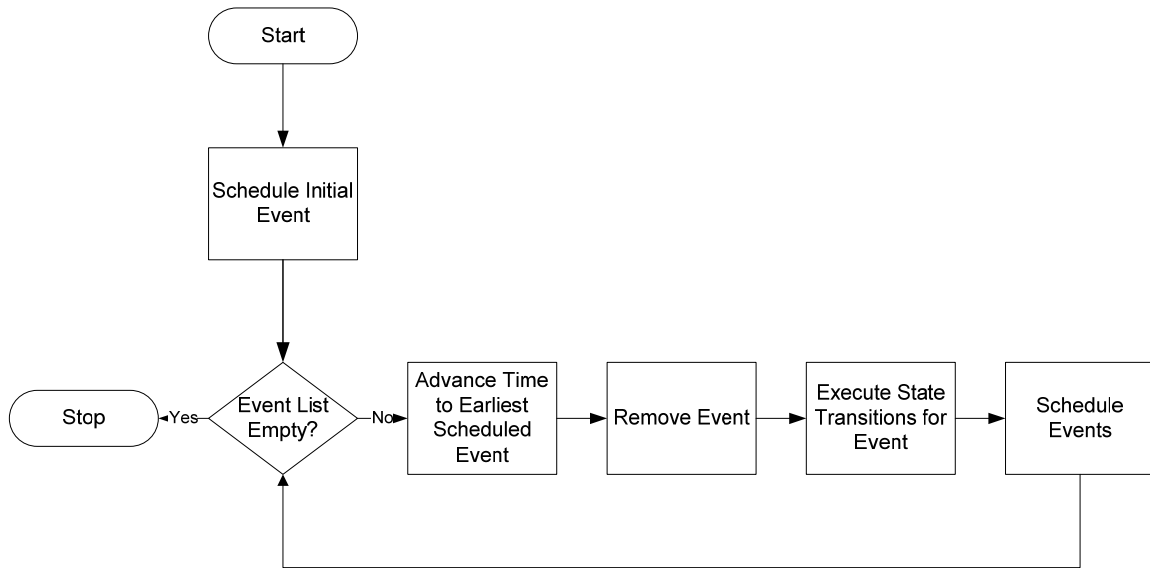 Start
Schedule Initial
Event
Stop
Yes
Event List
Empty?
No
Advance Time
to Earliest
Scheduled
Event
Remove Event
Execute State
Transitions for
Event
Schedule
Events